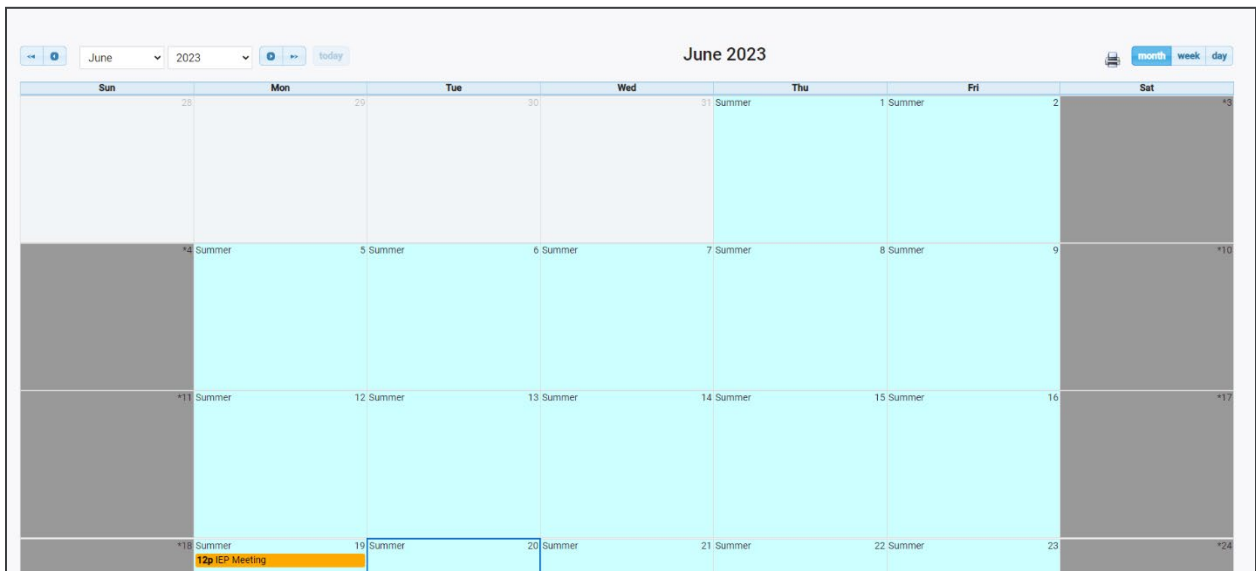 June 2023 today June 2023 month week day
Sun Mon Tue Wed Thu Fri Sat
28 29 30 31 Summer 1 Summer 2 *3
*4 Summer 5 Summer 6 Summer 7 Summer 8 Summer 9 *10
*11 Summer 12 Summer 13 Summer 14 Summer 15 Summer 16 *17
*18 Summer 19 Summer 20 Summer 21 Summer 22 Summer 23 *24
12p IEP Meeting